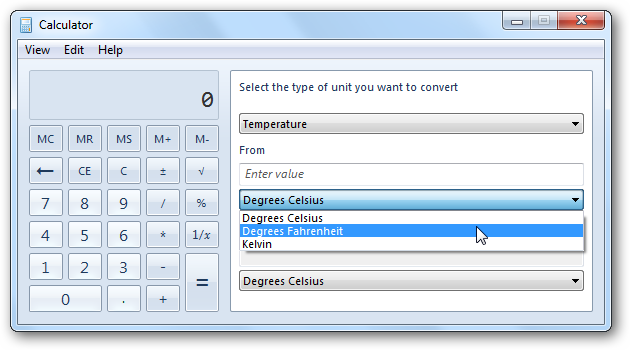 Calculator
View Edit Help
0
MC MR MS M+ M-
← CE C ± √
7 8 9 / %
4 5 6 * 1/x
1 2 3 - =
0 . +
Select the type of unit you want to convert
Temperature
From
Enter value
Degrees Celsius
Degrees Celsius
Degrees Fahrenheit
Kelvin
Degrees Celsius